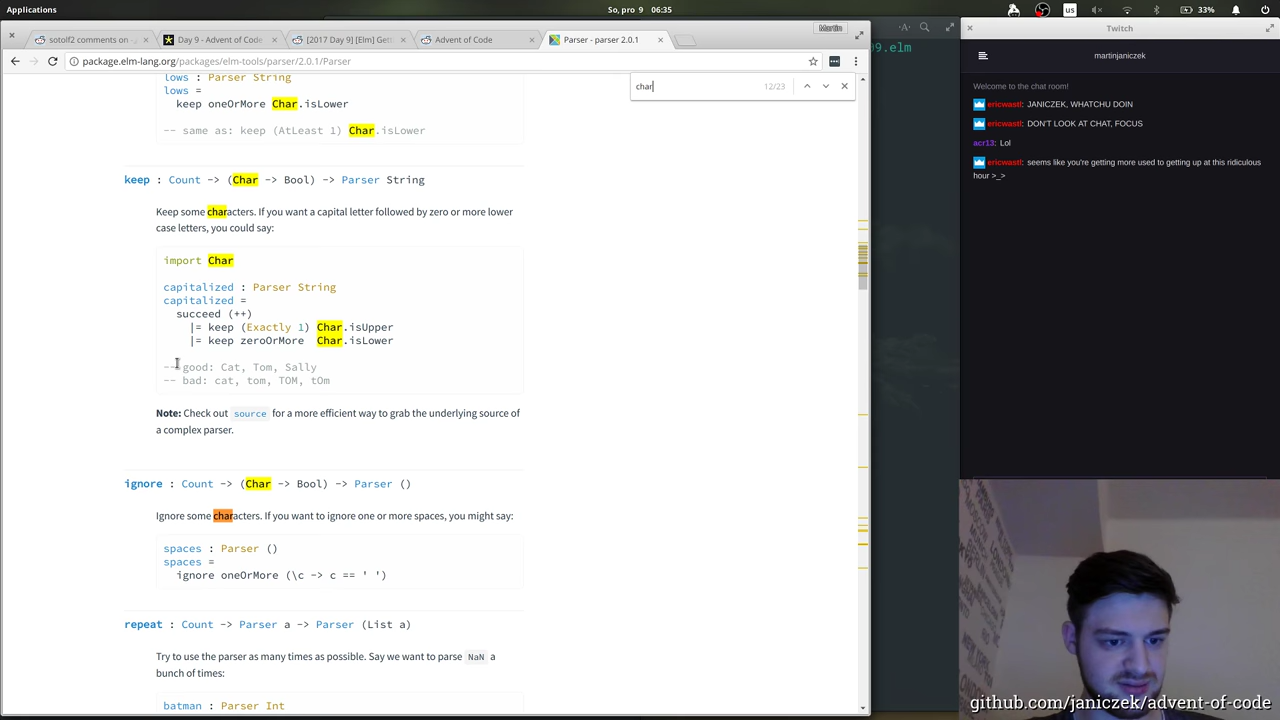 Applications
So, pro 9 06:35
us
33%
Martin
sotolf2 comments on
Day 9 - Adv
[2017 Day 9] [Elm] Get
Advent of Code
Parser - parser 2.0.1
package.elm-lang.org/packages/elm-tools/parser/2.0.1/Parser
char
12/23
lows : Parser String
lows =
keep oneOrMore Char.isLower
-- same as: keep (AtLeast 1) Char.isLower
keep : Count -> (Char -> Bool) -> Parser String
Keep some characters. If you want a capital letter followed by zero or more lower
case letters, you could say:
import Char
capitalized : Parser String
capitalized =
succeed (++)
|= keep (Exactly 1) Char.isUpper
|= keep zeroOrMore  Char.isLower
-- good: Cat, Tom, Sally
-- bad: cat, tom, TOM, tOm
Note: Check out source for a more efficient way to grab the underlying source of
a complex parser.
ignore : Count -> (Char -> Bool) -> Parser ()
Ignore some characters. If you want to ignore one or more spaces, you might say:
spaces : Parser ()
spaces =
ignore oneOrMore (\c -> c == ' ')
repeat : Count -> Parser a -> Parser (List a)
Try to use the parser as many times as possible. Say we want to parse NaN a
bunch of times:
batman : Parser Int
09.elm
Twitch
martinjaniczek
Welcome to the chat room!
ericwastl: JANICZEK, WHATCHU DOIN
ericwastl: DON'T LOOK AT CHAT, FOCUS
acr13: Lol
ericwastl: seems like you're getting more used to getting up at this ridiculous
hour >_>
github.com/janiczek/advent-of-code